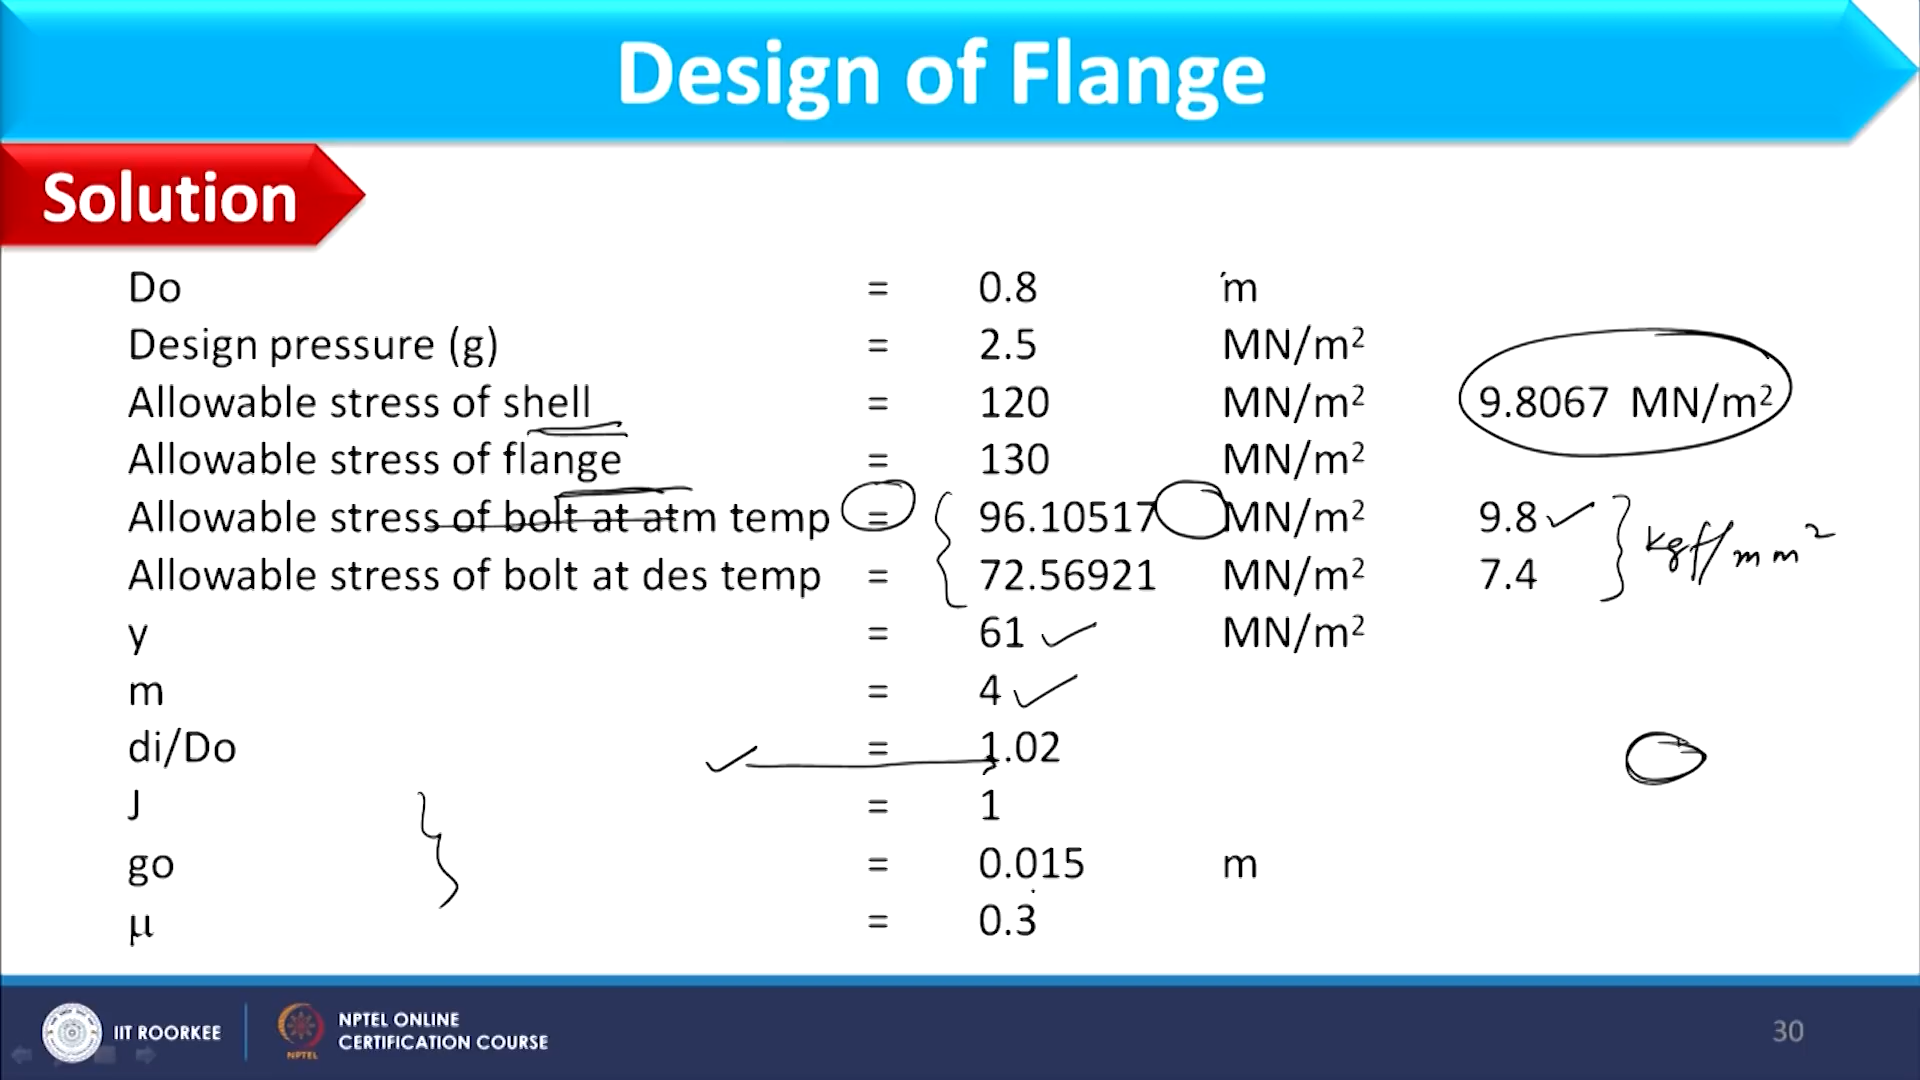 Design of Flange
Solution
Do = 0.8 m
Design pressure (g) = 2.5 MN/m²
Allowable stress of shell = 120 MN/m² 9.8067 MN/m²
Allowable stress of flange = 130 MN/m²
Allowable stress of bolt at atm temp = 96.10517 MN/m² 9.8
Allowable stress of bolt at des temp = 72.56921 MN/m² 7.4
kgf/mm²
y = 61 MN/m²
m = 4
di/Do = 1.02
J = 1
go = 0.015 m
μ = 0.3
IIT ROORKEE
NPTEL
NPTEL ONLINE
CERTIFICATION COURSE
30